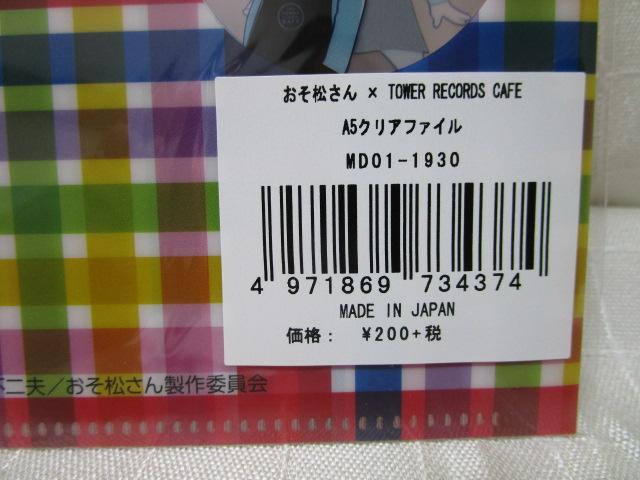 おそ松さん × TOWER RECORDS CAFE
A5クリアファイル
MD01-1930
4 971869 734374
MADE IN JAPAN
価格： ¥200+税
不二夫/おそ松さん製作委員会